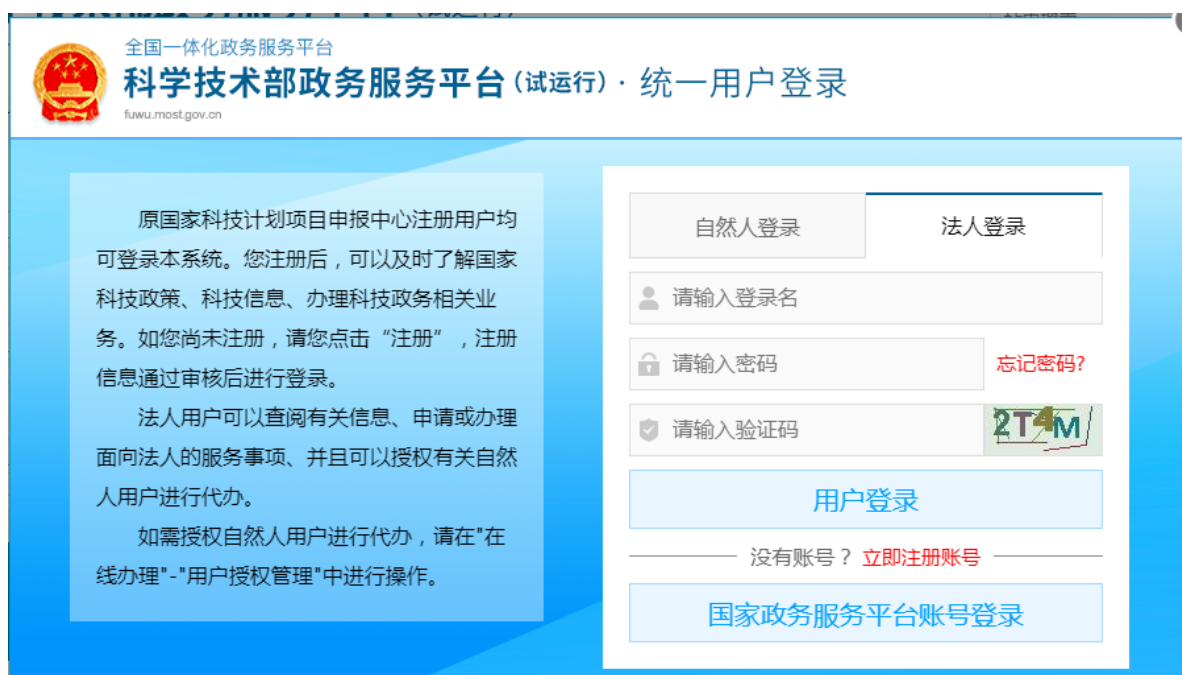 全国一体化政务服务平台
科学技术部政务服务平台(试运行)·统一用户登录
fuwu.most.gov.cn
原国家科技计划项目申报中心注册用户均
可登录本系统。您注册后，可以及时了解国家
科技政策、科技信息、办理科技政务相关业
务。如您尚未注册，请您点击“注册”，注册
信息通过审核后进行登录。
法人用户可以查阅有关信息、申请或办理
面向法人的服务事项、并且可以授权有关自然
人用户进行代办。
如需授权自然人用户进行代办，请在"在
线办理"-"用户授权管理"中进行操作。
自然人登录
法人登录
请输入登录名
请输入密码
忘记密码?
请输入验证码
2T4M
用户登录
没有账号？立即注册账号
国家政务服务平台账号登录